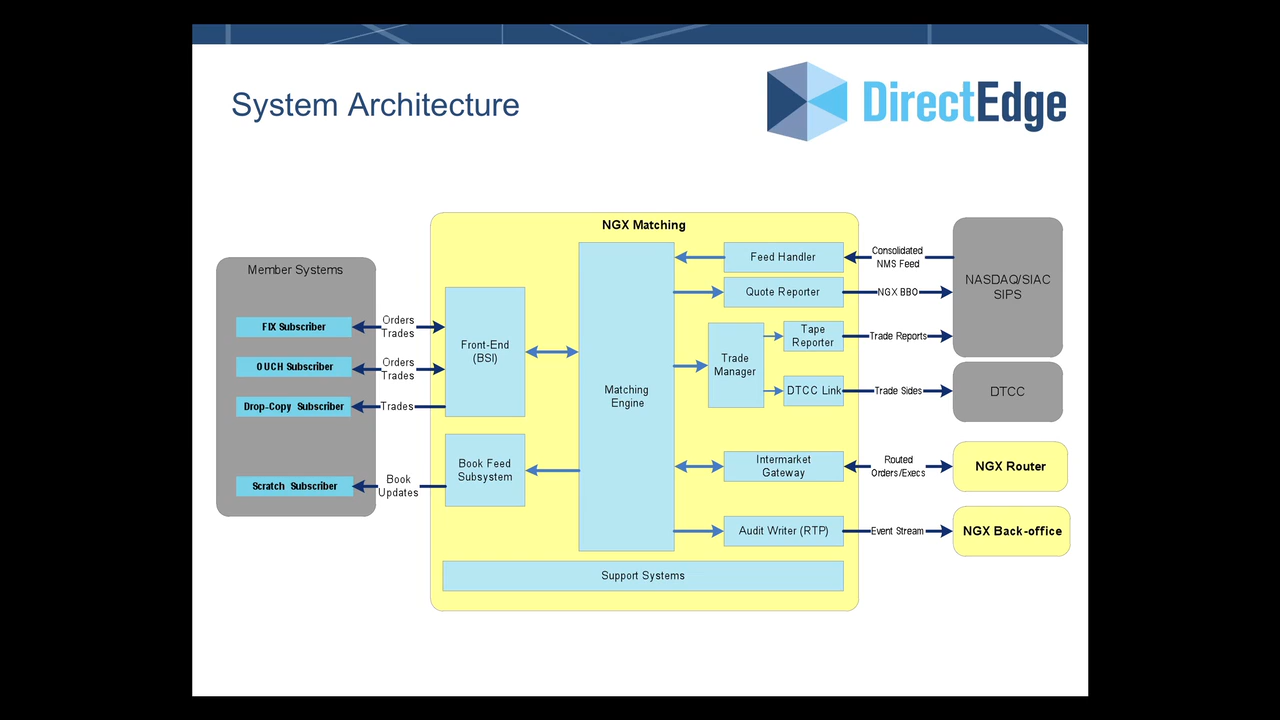 System Architecture
DirectEdge
NGX Matching
Member Systems
FIX Subscriber
OUCH Subscriber
Drop-Copy Subscriber
Scratch Subscriber
Orders
Trades
Orders
Trades
Trades
Book
Updates
Front-End
(BSI)
Book Feed
Subsystem
Matching
Engine
Feed Handler
Quote Reporter
Trade
Manager
Tape
Reporter
DTCC Link
Intermarket
Gateway
Audit Writer (RTP)
Support Systems
Consolidated
NMS Feed
NGX BBO
Trade Reports
Trade Sides
Routed
Orders/Execs
Event Stream
NASDAQ/SIAC
SIPS
DTCC
NGX Router
NGX Back-office